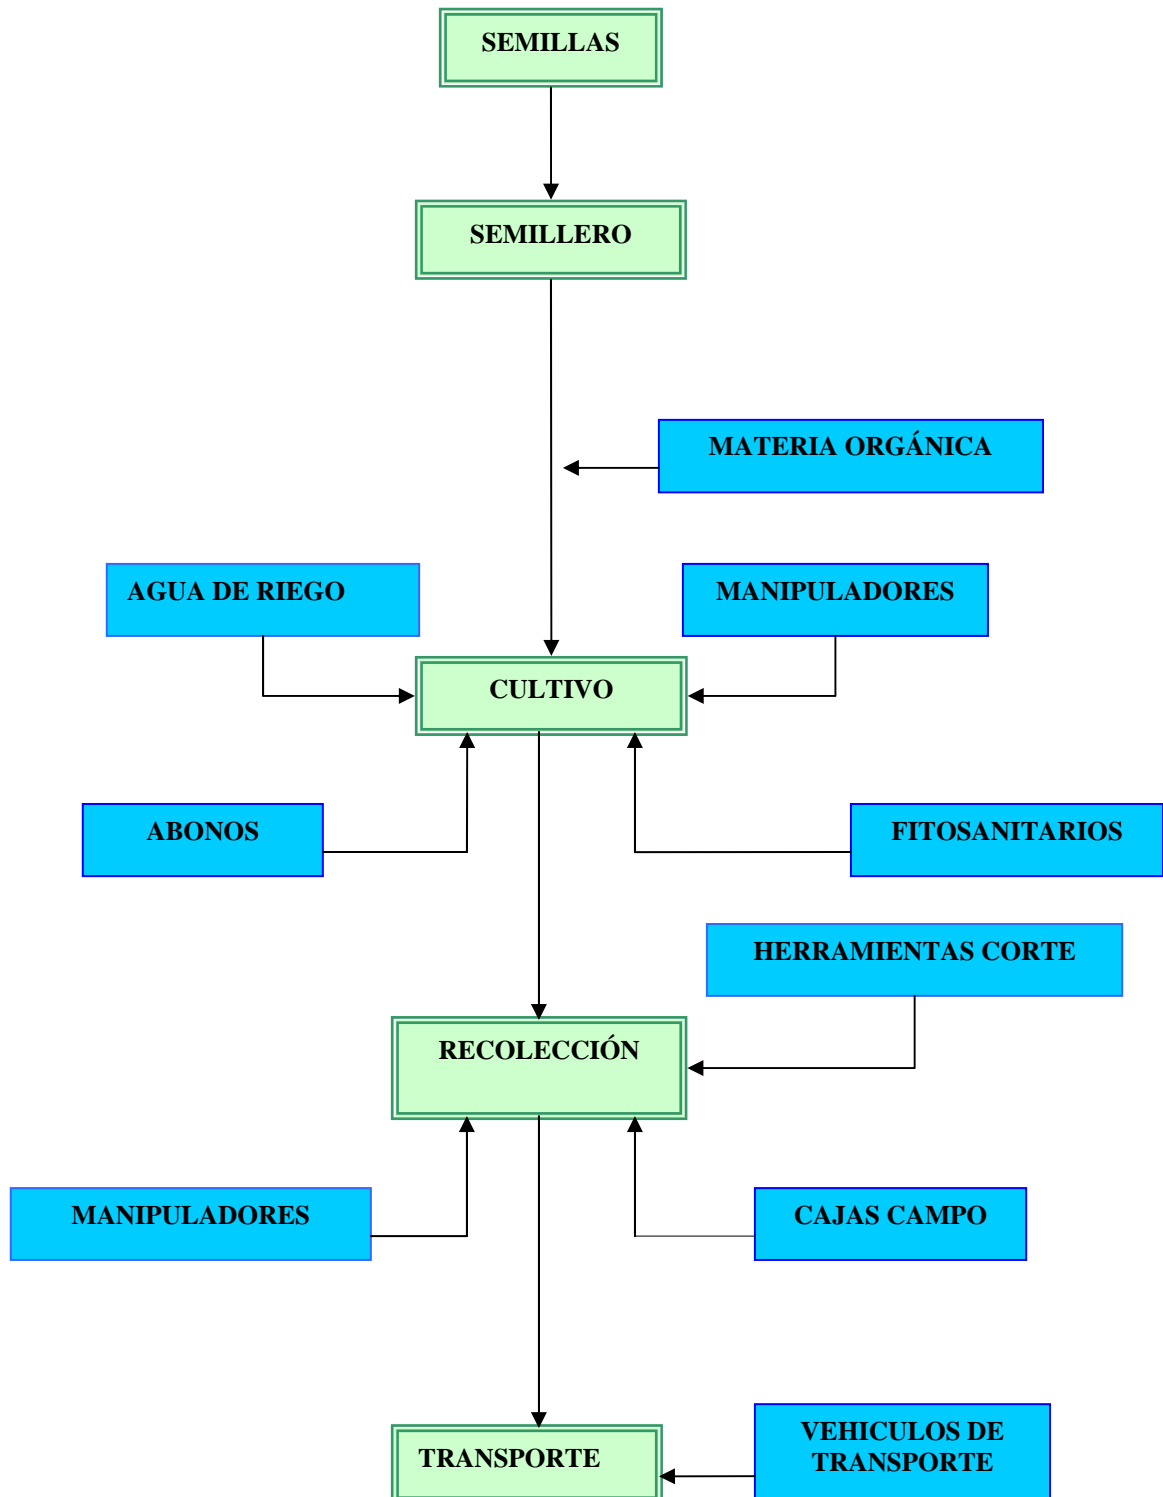 SEMILLAS
SEMILLERO
MATERIA ORGÁNICA
AGUA DE RIEGO
MANIPULADORES
CULTIVO
ABONOS
FITOSANITARIOS
HERRAMIENTAS CORTE
RECOLECCIÓN
MANIPULADORES
CAJAS CAMPO
VEHICULOS DE
TRANSPORTE
TRANSPORTE